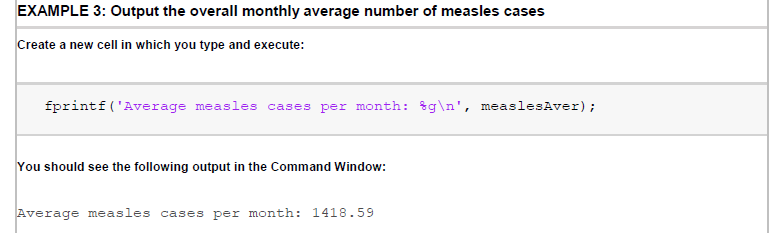 EXAMPLE 3: Output the overall monthly average number of measles cases
Create a new cell in which you type and execute:
fprintf('Average measles cases per month: %g\n', measlesAver);
You should see the following output in the Command Window:
Average measles cases per month: 1418.59